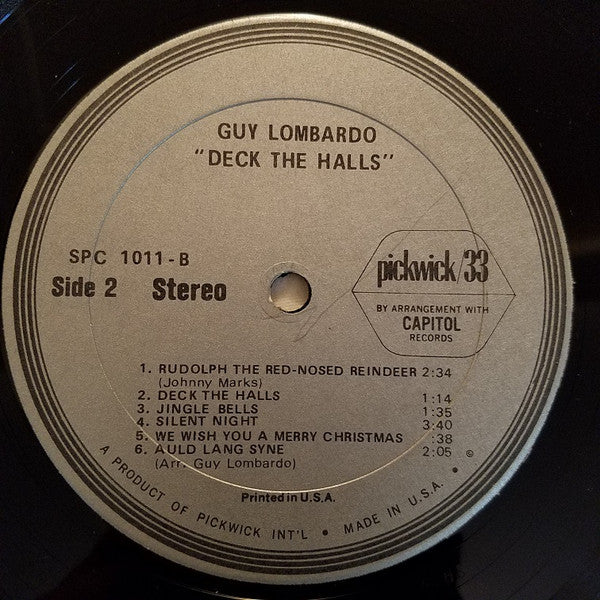 GUY LOMBARDO
"DECK THE HALLS"
SPC 1011-B
Side 2 Stereo
pickwick/33
BY ARRANGEMENT WITH
CAPITOL
RECORDS
1. RUDOLPH THE RED-NOSED REINDEER 2:34
(Johnny Marks)
2. DECK THE HALLS 1:14
3. JINGLE BELLS 1:35
4. SILENT NIGHT 3:40
5. WE WISH YOU A MERRY CHRISTMAS :38
6. AULD LANG SYNE 2:05
(Arr. Guy Lombardo)
Printed in U.S.A.
A PRODUCT OF PICKWICK INT'L • MADE IN U.S.A. • ©